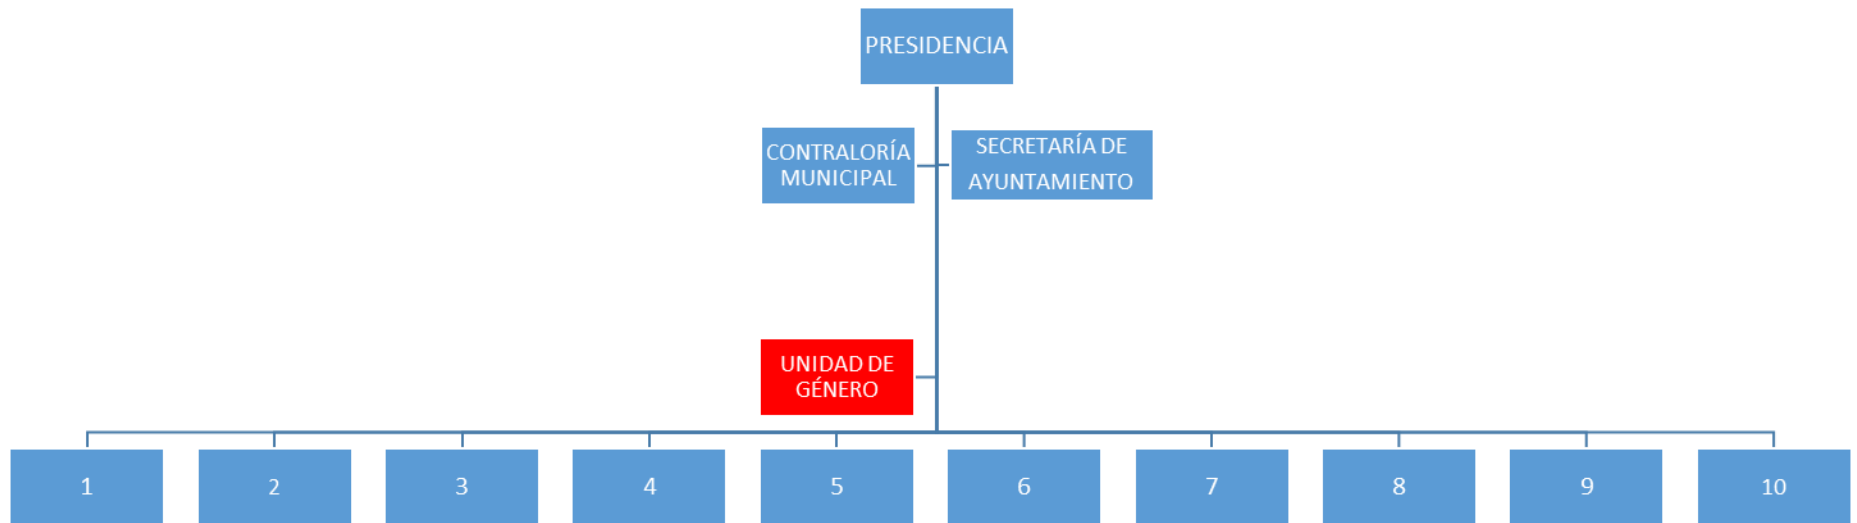 PRESIDENCIA
CONTRALORÍA
MUNICIPAL
SECRETARÍA DE
AYUNTAMIENTO
UNIDAD DE
GÉNERO
1
2
3
4
5
6
7
8
9
10